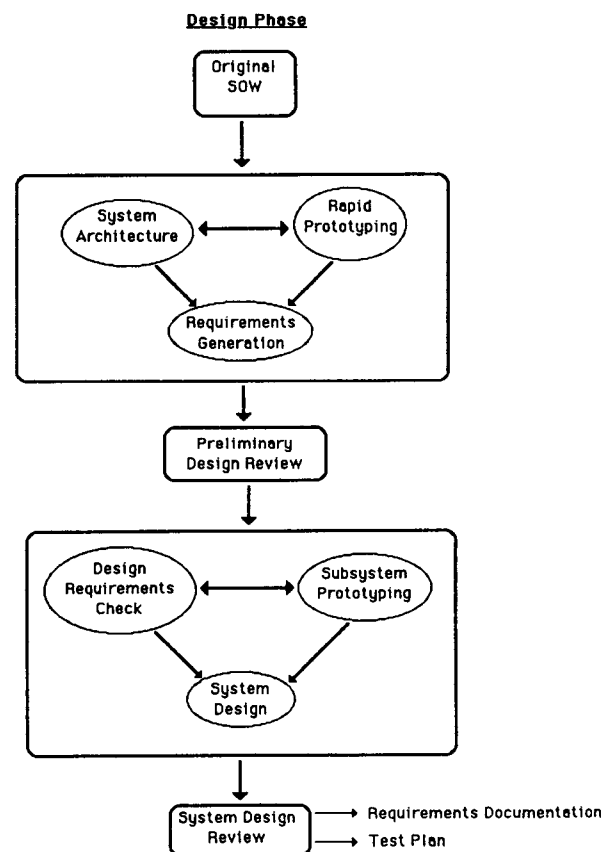 Design Phase
Original
SOW
System
Architecture
Rapid
Prototyping
Requirements
Generation
Preliminary
Design Review
Design
Requirements
Check
Subsystem
Prototyping
System
Design
System Design
Review
Requirements Documentation
Test Plan